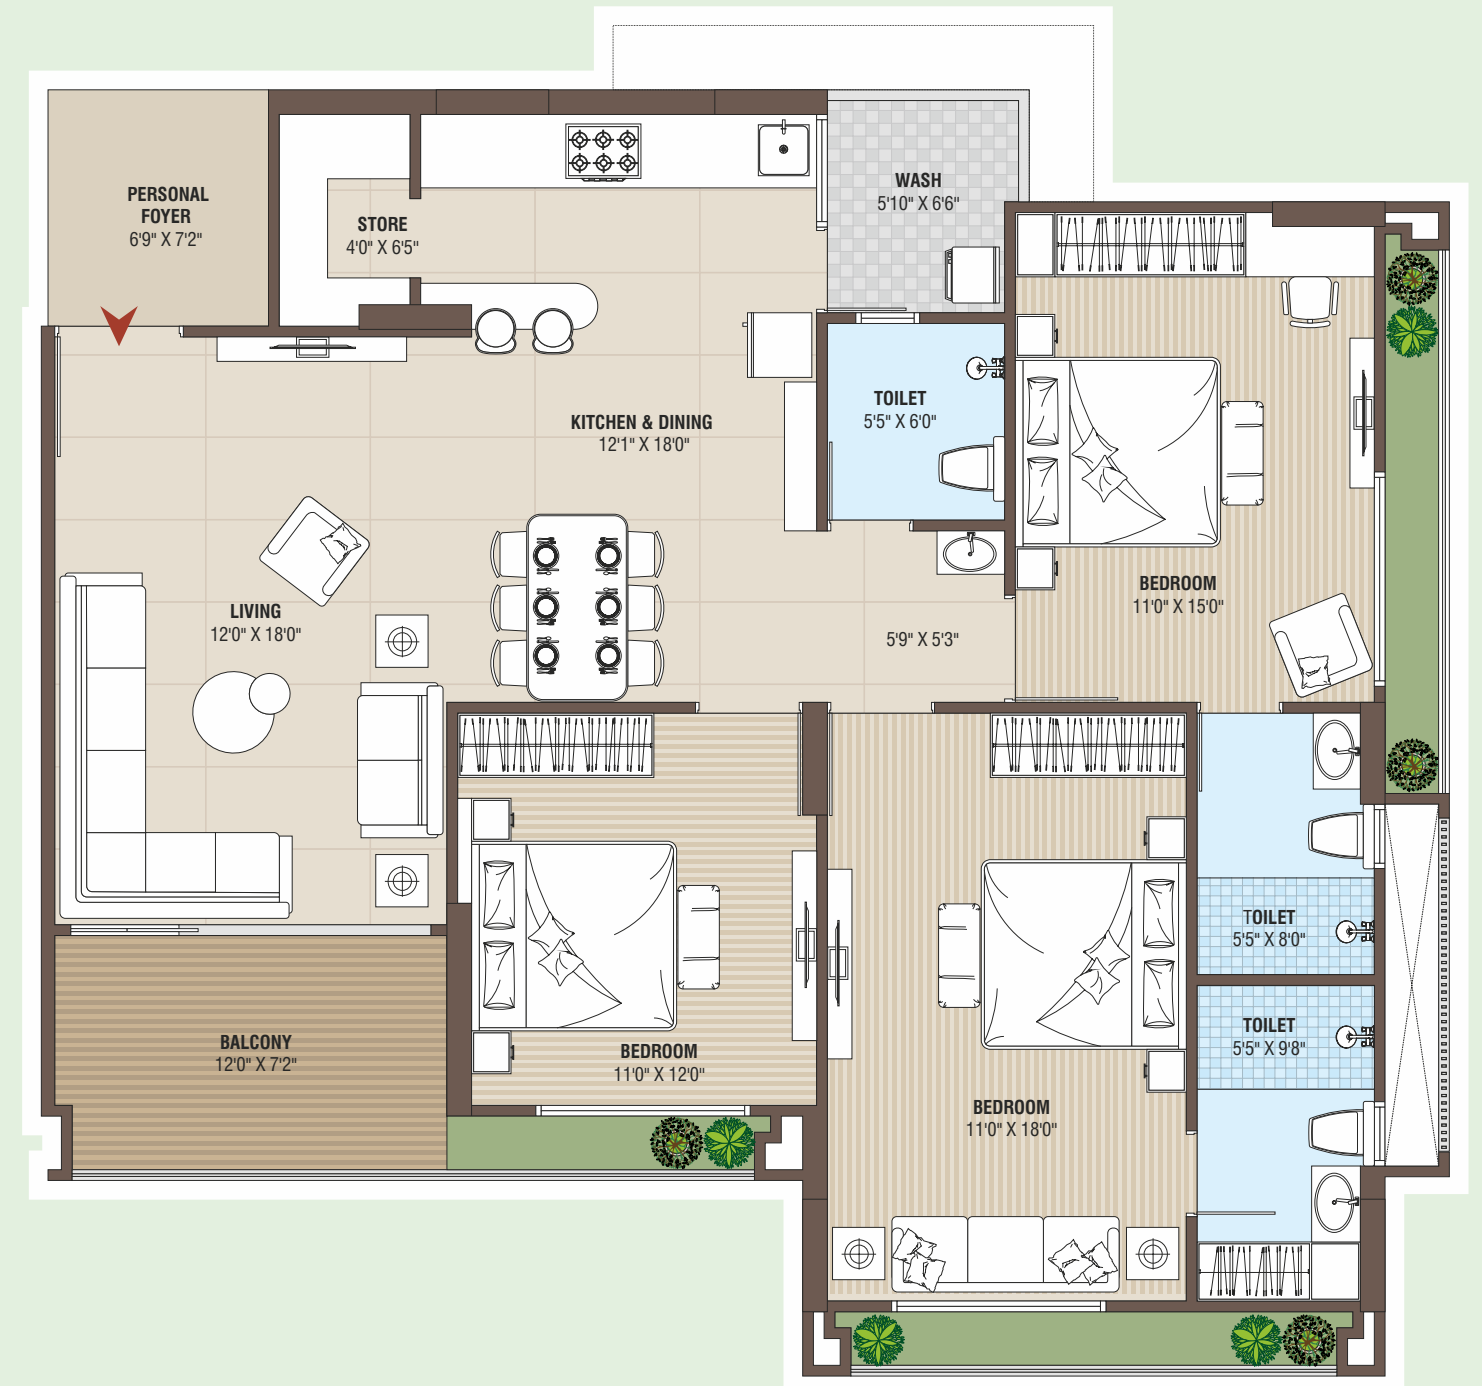 PERSONAL
FOYER
6'9" X 7'2"
STORE
4'0" X 6'5"
WASH
5'10" X 6'6"
KITCHEN & DINING
12'1" X 18'0"
TOILET
5'5" X 6'0"
BEDROOM
11'0" X 15'0"
LIVING
12'0" X 18'0"
5'9" X 5'3"
TOILET
5'5" X 8'0"
BALCONY
12'0" X 7'2"
BEDROOM
11'0" X 12'0"
TOILET
5'5" X 9'8"
BEDROOM
11'0" X 18'0"